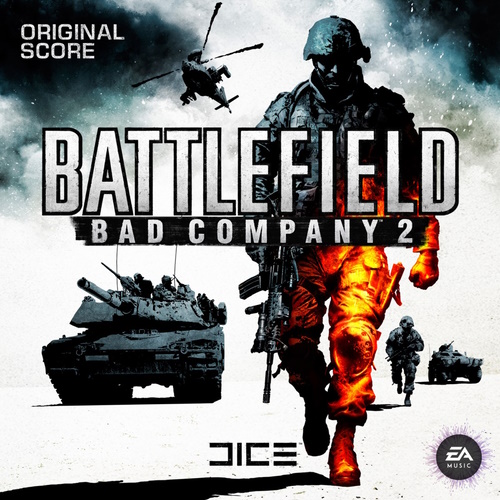 ORIGINAL
SCORE
BATTLEFIELD
BAD COMPANY 2
DICE
EA
MUSIC